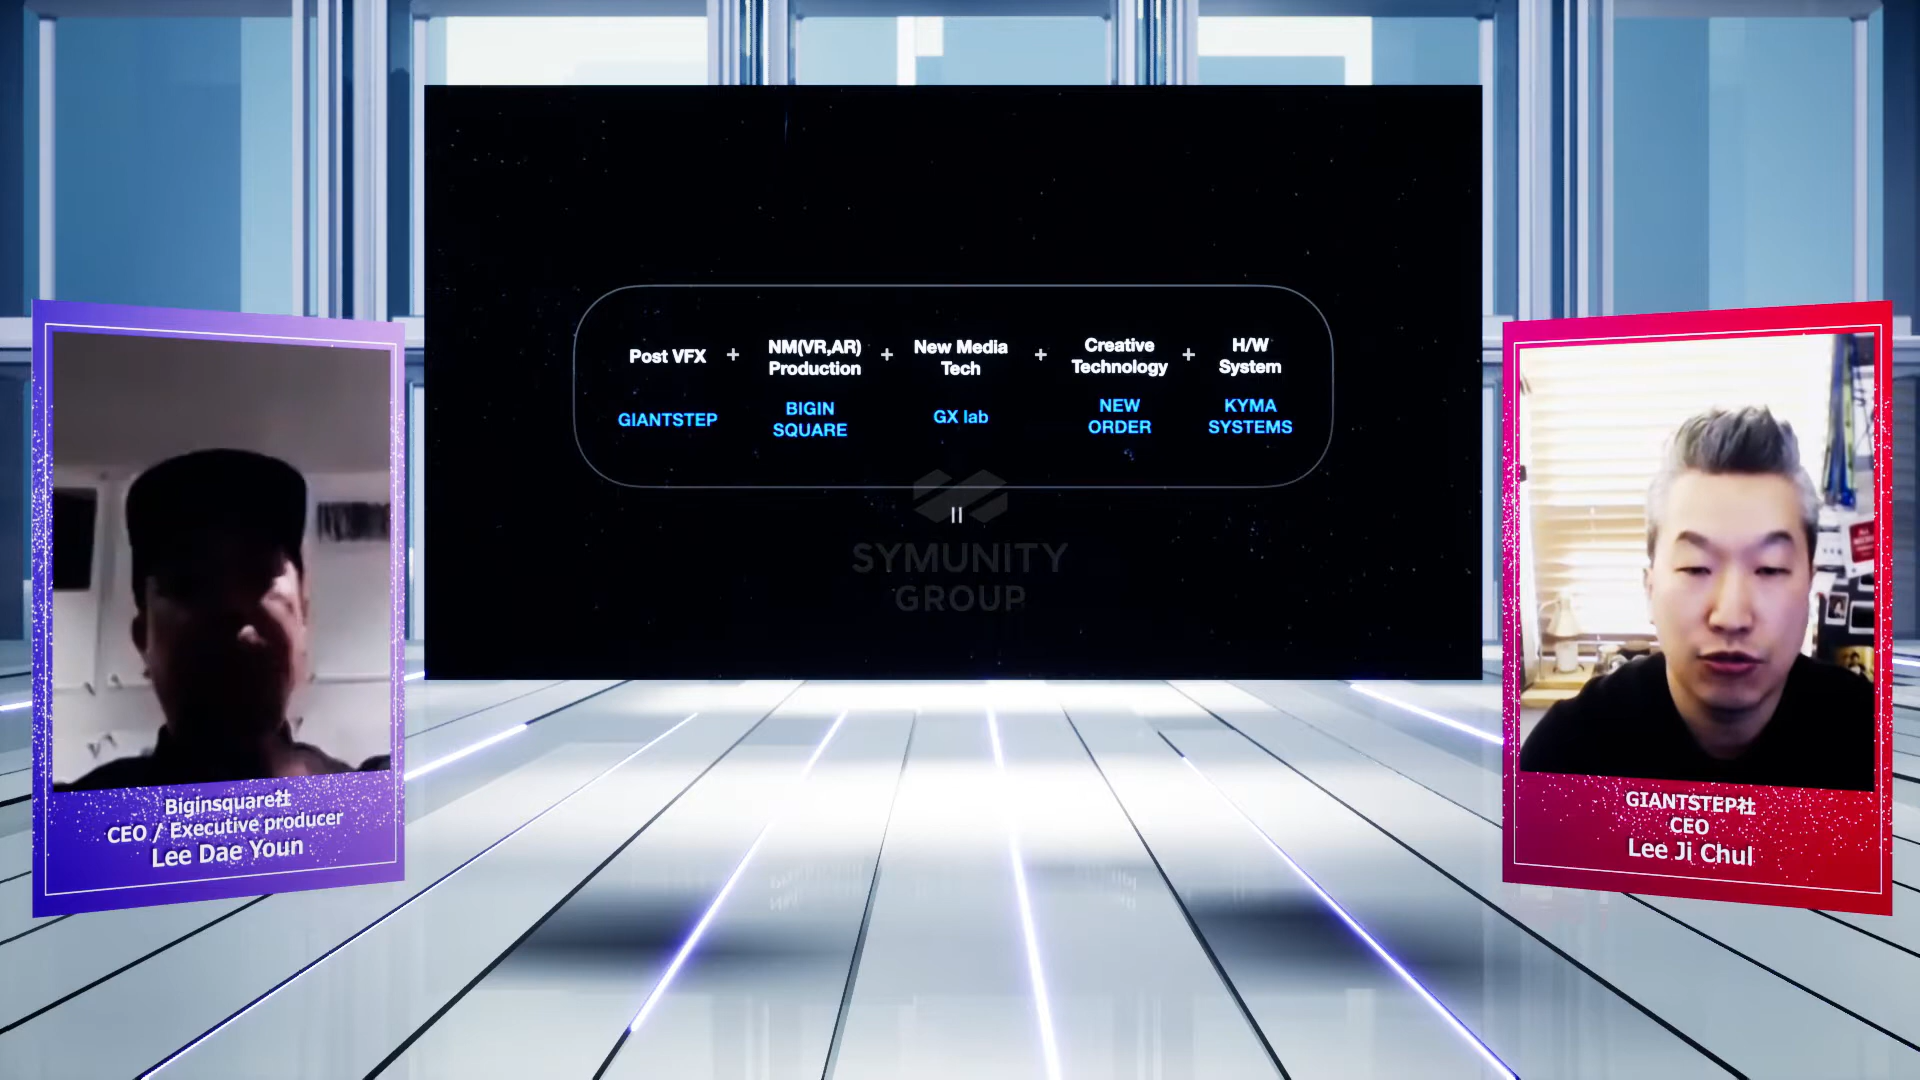 Post VFX + NM(VR,AR) Production + New Media Tech + Creative Technology + H/W System
GIANTSTEP
BIGIN SQUARE
GX lab
NEW ORDER
KYMA SYSTEMS
=
SYMUNITY
GROUP
Biginsquare社
CEO / Executive producer
Lee Dae Youn
GIANTSTEP社
CEO
Lee Ji Chul